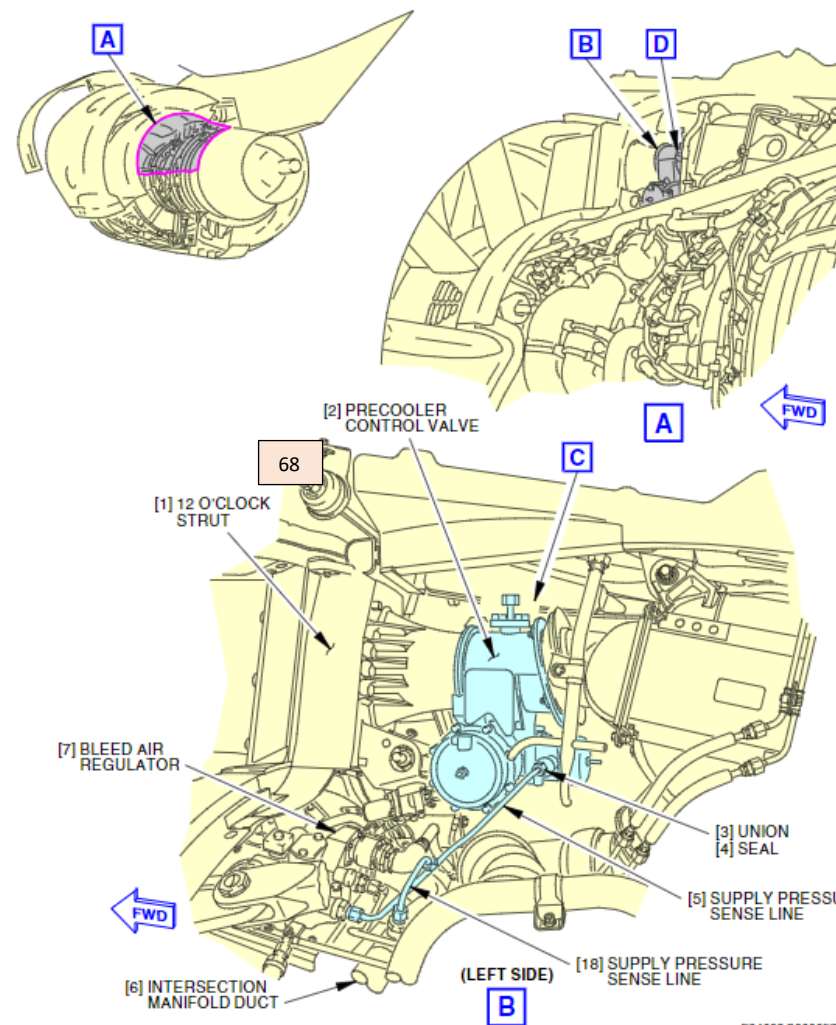 A
B
D
FWD
A
[2] PRECOOLER
CONTROL VALVE
68
C
[1] 12 O'CLOCK
STRUT
[7] BLEED AIR
REGULATOR
[3] UNION
[4] SEAL
FWD
[5] SUPPLY PRESSU
SENSE LINE
(LEFT SIDE)
[18] SUPPLY PRESSURE
SENSE LINE
[6] INTERSECTION
MANIFOLD DUCT
B